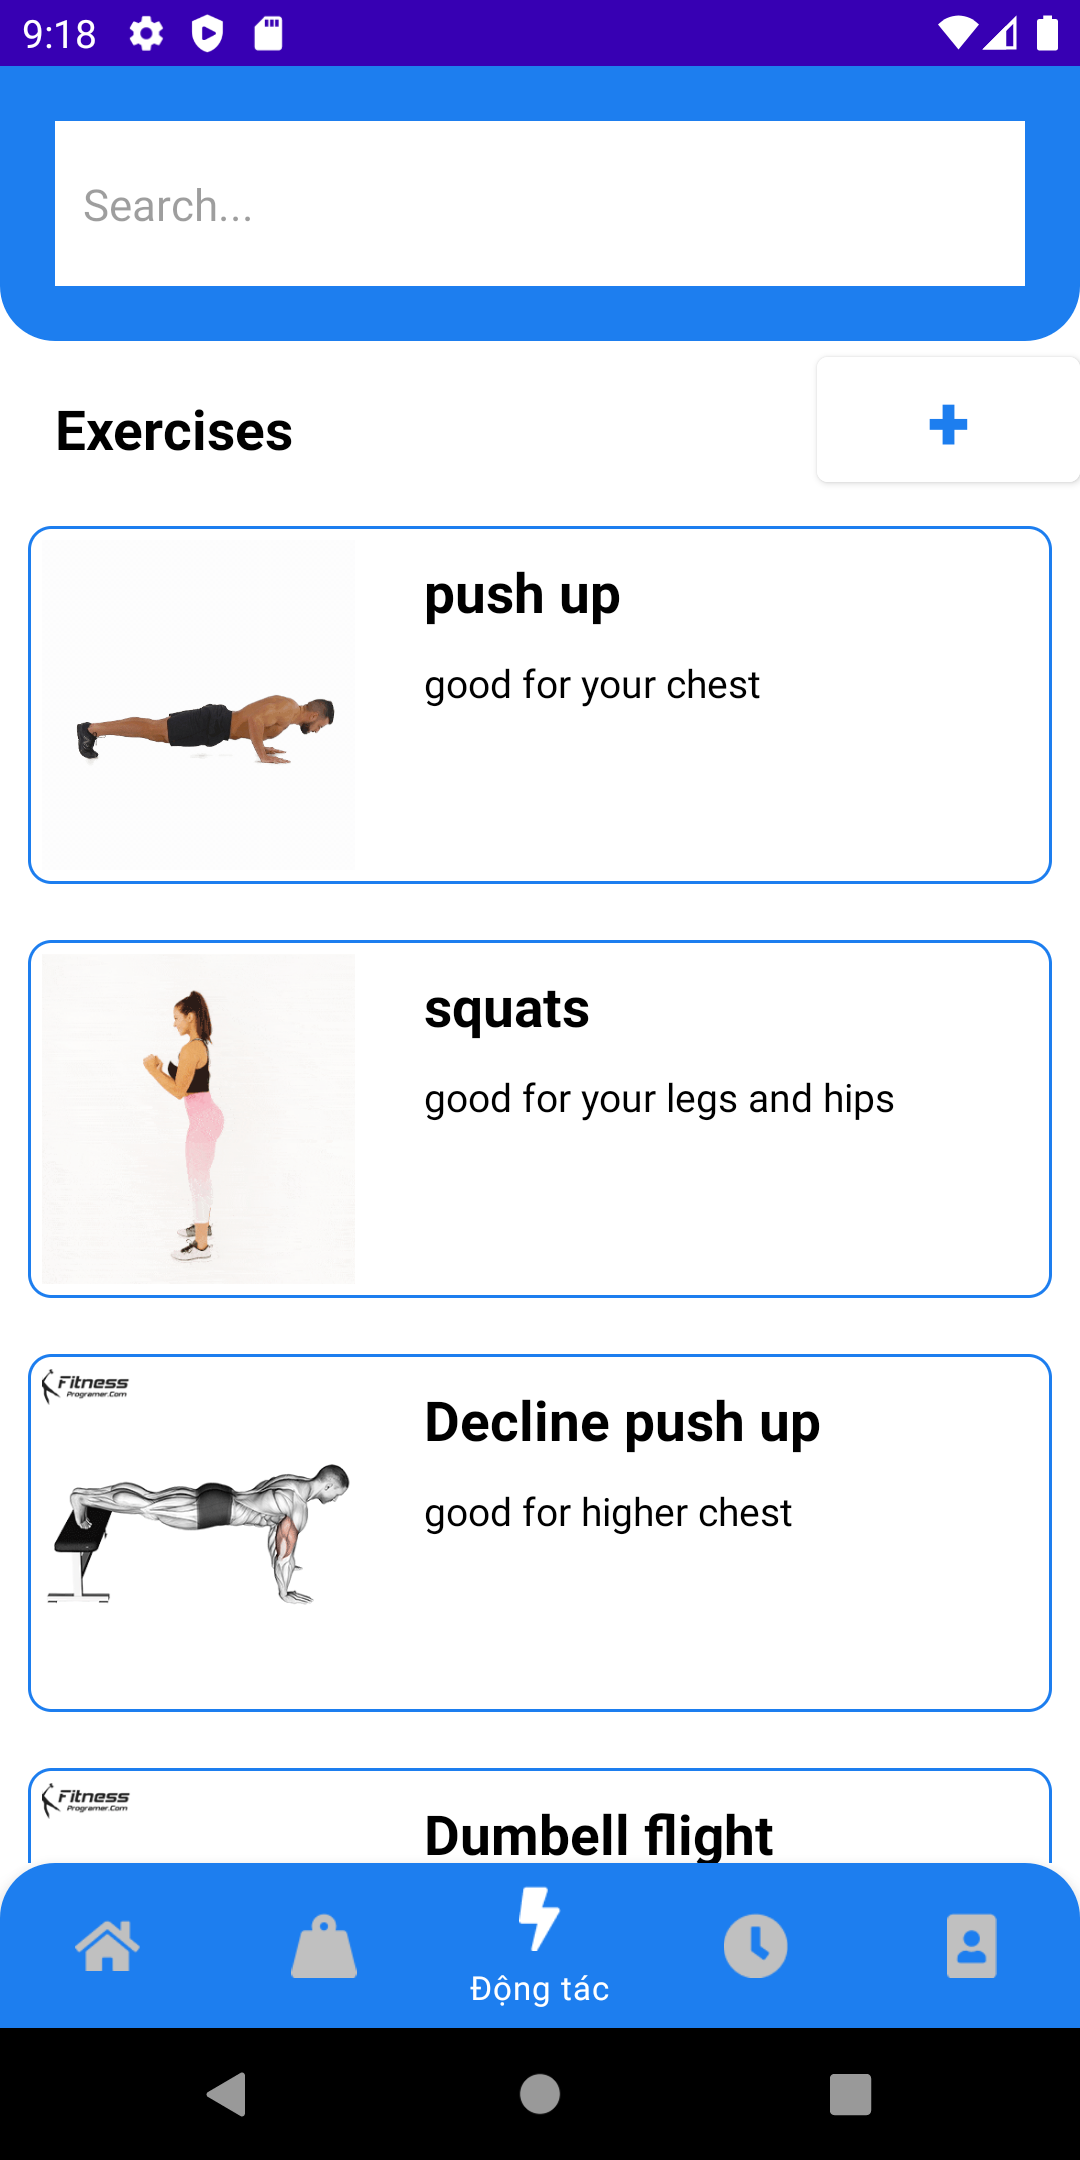 9:18
Search...
Exercises
push up
good for your chest
squats
good for your legs and hips
Fitness
Programer.Com
Decline push up
good for higher chest
Fitness
Programer.Com
Dumbell flight
Động tác